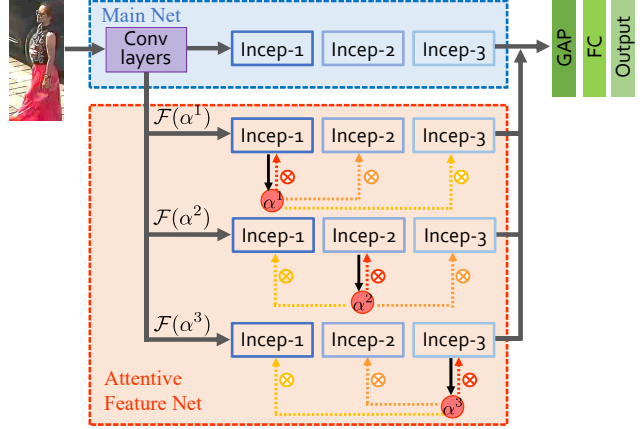 Main Net
Conv
layers
Incep-1
Incep-2
Incep-3
GAP
FC
Output
F(α¹)
Incep-1
Incep-2
Incep-3
α¹
F(α²)
Incep-1
Incep-2
Incep-3
α²
F(α³)
Incep-1
Incep-2
Incep-3
α³
Attentive
Feature Net